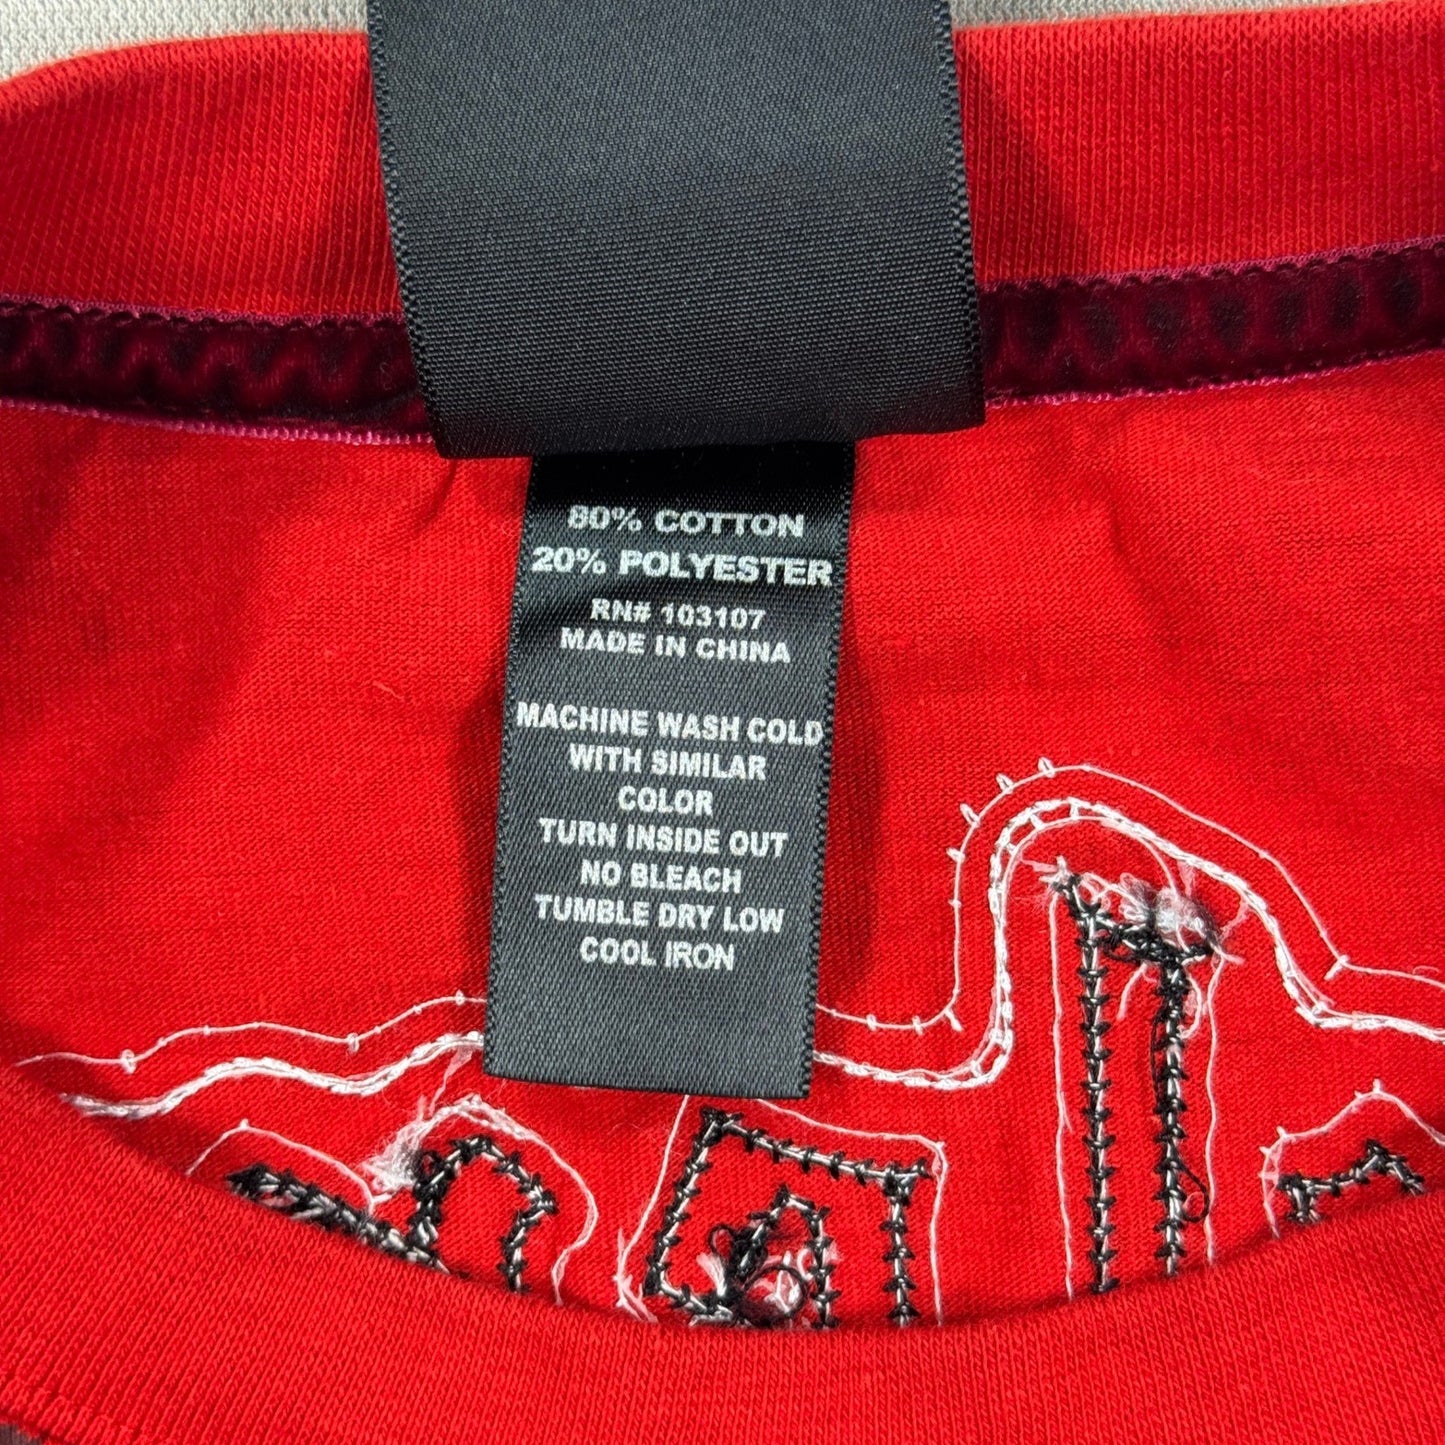 80% COTTON
20% POLYESTER
RN# 103107
MADE IN CHINA
MACHINE WASH COLD
WITH SIMILAR
COLOR
TURN INSIDE OUT
NO BLEACH
TUMBLE DRY LOW
COOL IRON